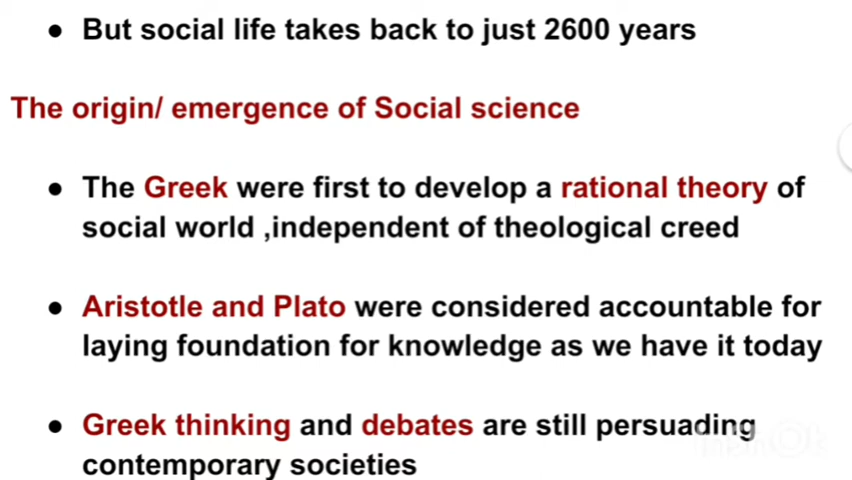 ● But social life takes back to just 2600 years
The origin/ emergence of Social science
● The Greek were first to develop a rational theory of
social world ,independent of theological creed
● Aristotle and Plato were considered accountable for
laying foundation for knowledge as we have it today
● Greek thinking and debates are still persuading
contemporary societies